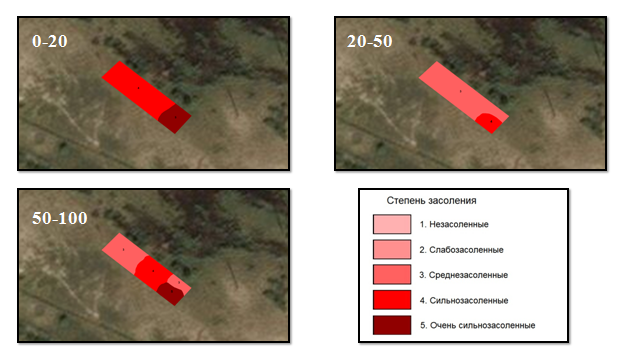 0-20
20-50
50-100
Степень засоления
1. Незасоленные
2. Слабозасоленные
3. Среднезасоленные
4. Сильнозасоленные
5. Очень сильнозасоленные